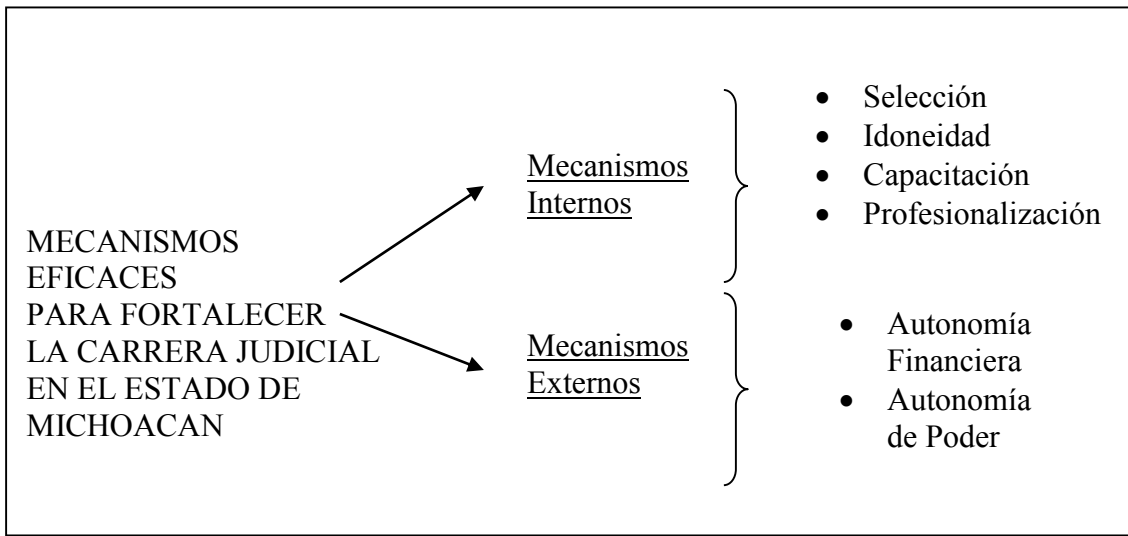 MECANISMOS
EFICACES
PARA FORTALECER
LA CARRERA JUDICIAL
EN EL ESTADO DE
MICHOACAN
Mecanismos
Internos
• Selección
• Idoneidad
• Capacitación
• Profesionalización
Mecanismos
Externos
• Autonomía
Financiera
• Autonomía
de Poder